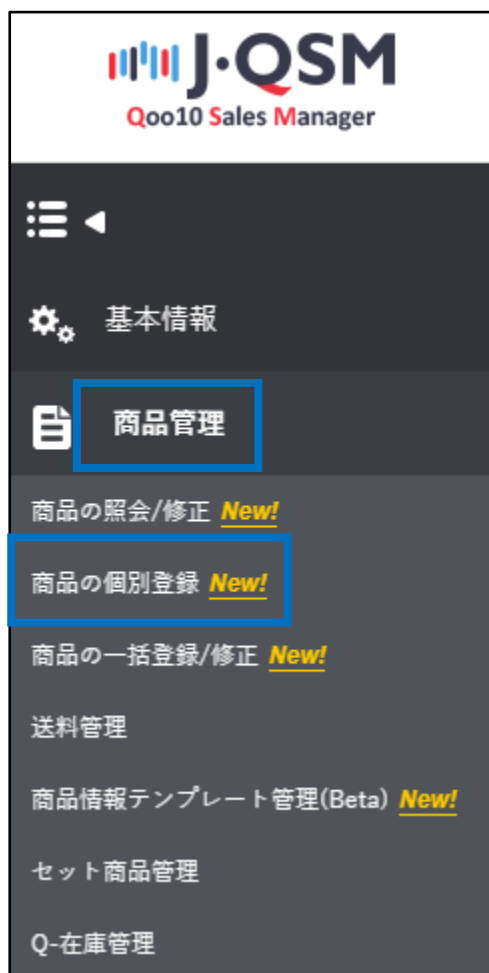 J·QSM
Qoo10 Sales Manager
基本情報
商品管理
商品の照会/修正 New!
商品の個別登録 New!
商品の一括登録/修正 New!
送料管理
商品情報テンプレート管理(Beta) New!
セット商品管理
Q-在庫管理